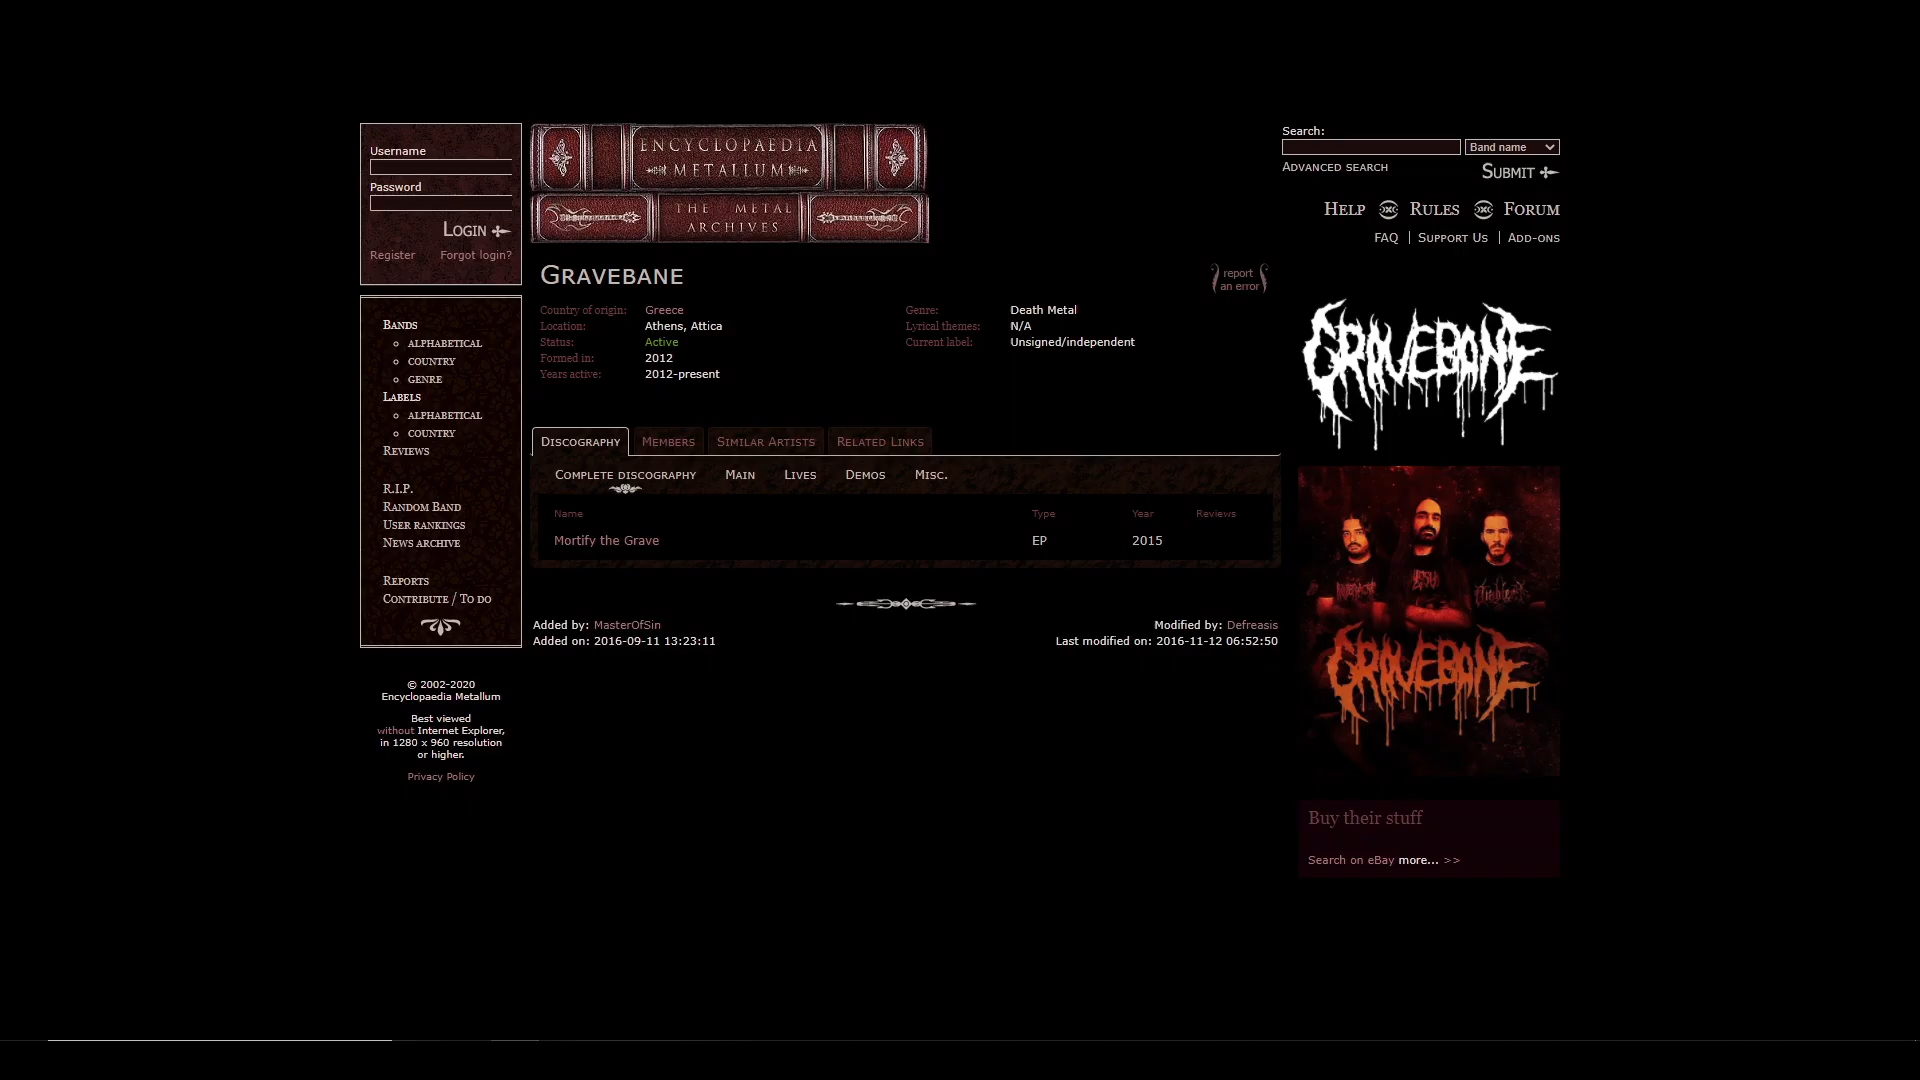 Username
Password
Login
Register Forgot login?
Bands
alphabetical
country
genre
Labels
alphabetical
country
Reviews
R.I.P.
Random Band
User rankings
News archive
Reports
Contribute / To do
© 2002-2020
Encyclopaedia Metallum
Best viewed
without Internet Explorer,
in 1280 x 960 resolution
or higher.
Privacy Policy
ENCYCLOPAEDIA
METALLUM
THE METAL
ARCHIVES
Search:
Band name
Advanced search
Submit
Help Rules Forum
FAQ | Support Us | Add-ons
Gravebane
report
an error
Country of origin: Greece
Location: Athens, Attica
Status: Active
Formed in: 2012
Years active: 2012-present
Genre: Death Metal
Lyrical themes: N/A
Current label: Unsigned/independent
Discography Members Similar Artists Related Links
Complete discography Main Lives Demos Misc.
Name Type Year Reviews
Mortify the Grave EP 2015
Added by: MasterOfSin
Added on: 2016-09-11 13:23:11
Modified by: Defreasis
Last modified on: 2016-11-12 06:52:50
GRAVEBANE
GRAVEBANE
Buy their stuff
Search on eBay more... >>